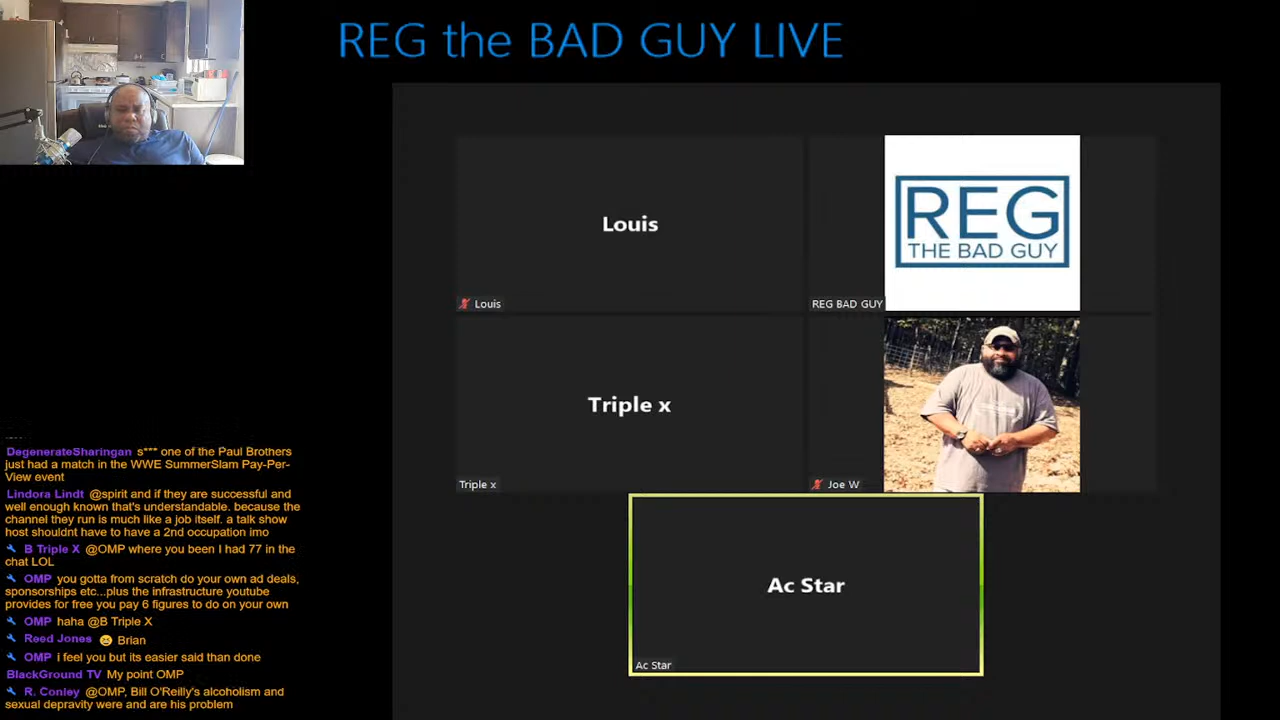 REG the BAD GUY LIVE
Louis
Louis
REG
THE BAD GUY
REG BAD GUY
Triple x
Triple x
Joe W
Ac Star
Ac Star
DegenerateSharingan s*** one of the Paul Brothers
just had a match in the WWE SummerSlam Pay-Per-
View event
Lindora Lindt @spirit and if they are successful and
well enough known that's understandable. because the
channel they run is much like a job itself. a talk show
host shouldnt have to have a 2nd occupation imo
B Triple X @OMP where you been I had 77 in the
chat LOL
OMP you gotta from scratch do your own ad deals,
sponsorships etc...plus the infrastructure youtube
provides for free you pay 6 figures to do on your own
OMP haha @B Triple X
Reed Jones Brian
OMP i feel you but its easier said than done
BlackGround TV My point OMP
R. Conley @OMP, Bill O'Reilly's alcoholism and
sexual depravity were and are his problem